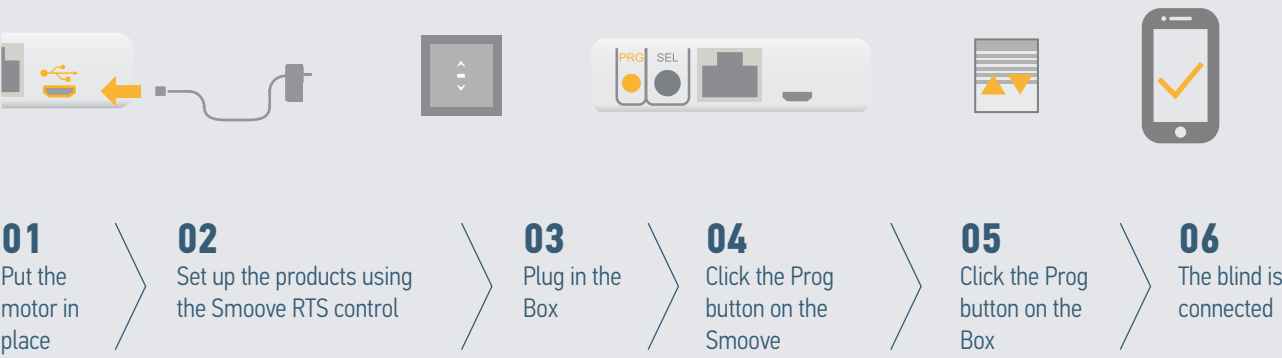 PRG SEL
01
Put the
motor in
place
02
Set up the products using
the Smoove RTS control
03
Plug in the
Box
04
Click the Prog
button on the
Smoove
05
Click the Prog
button on the
Box
06
The blind is
connected